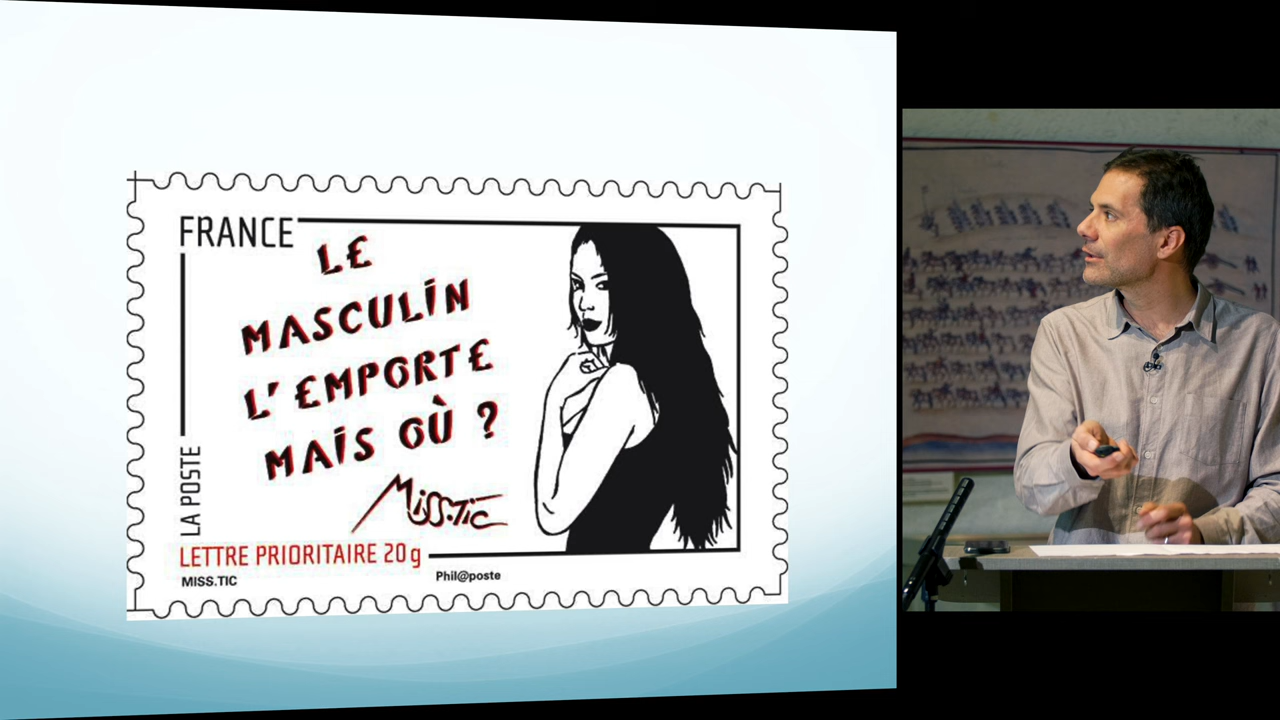 FRANCE
LE
MASCULIN
L'EMPORTE
MAIS OÙ ?
Miss.Tic
LA POSTE
LETTRE PRIORITAIRE 20g
MISS.TIC
Phil@poste